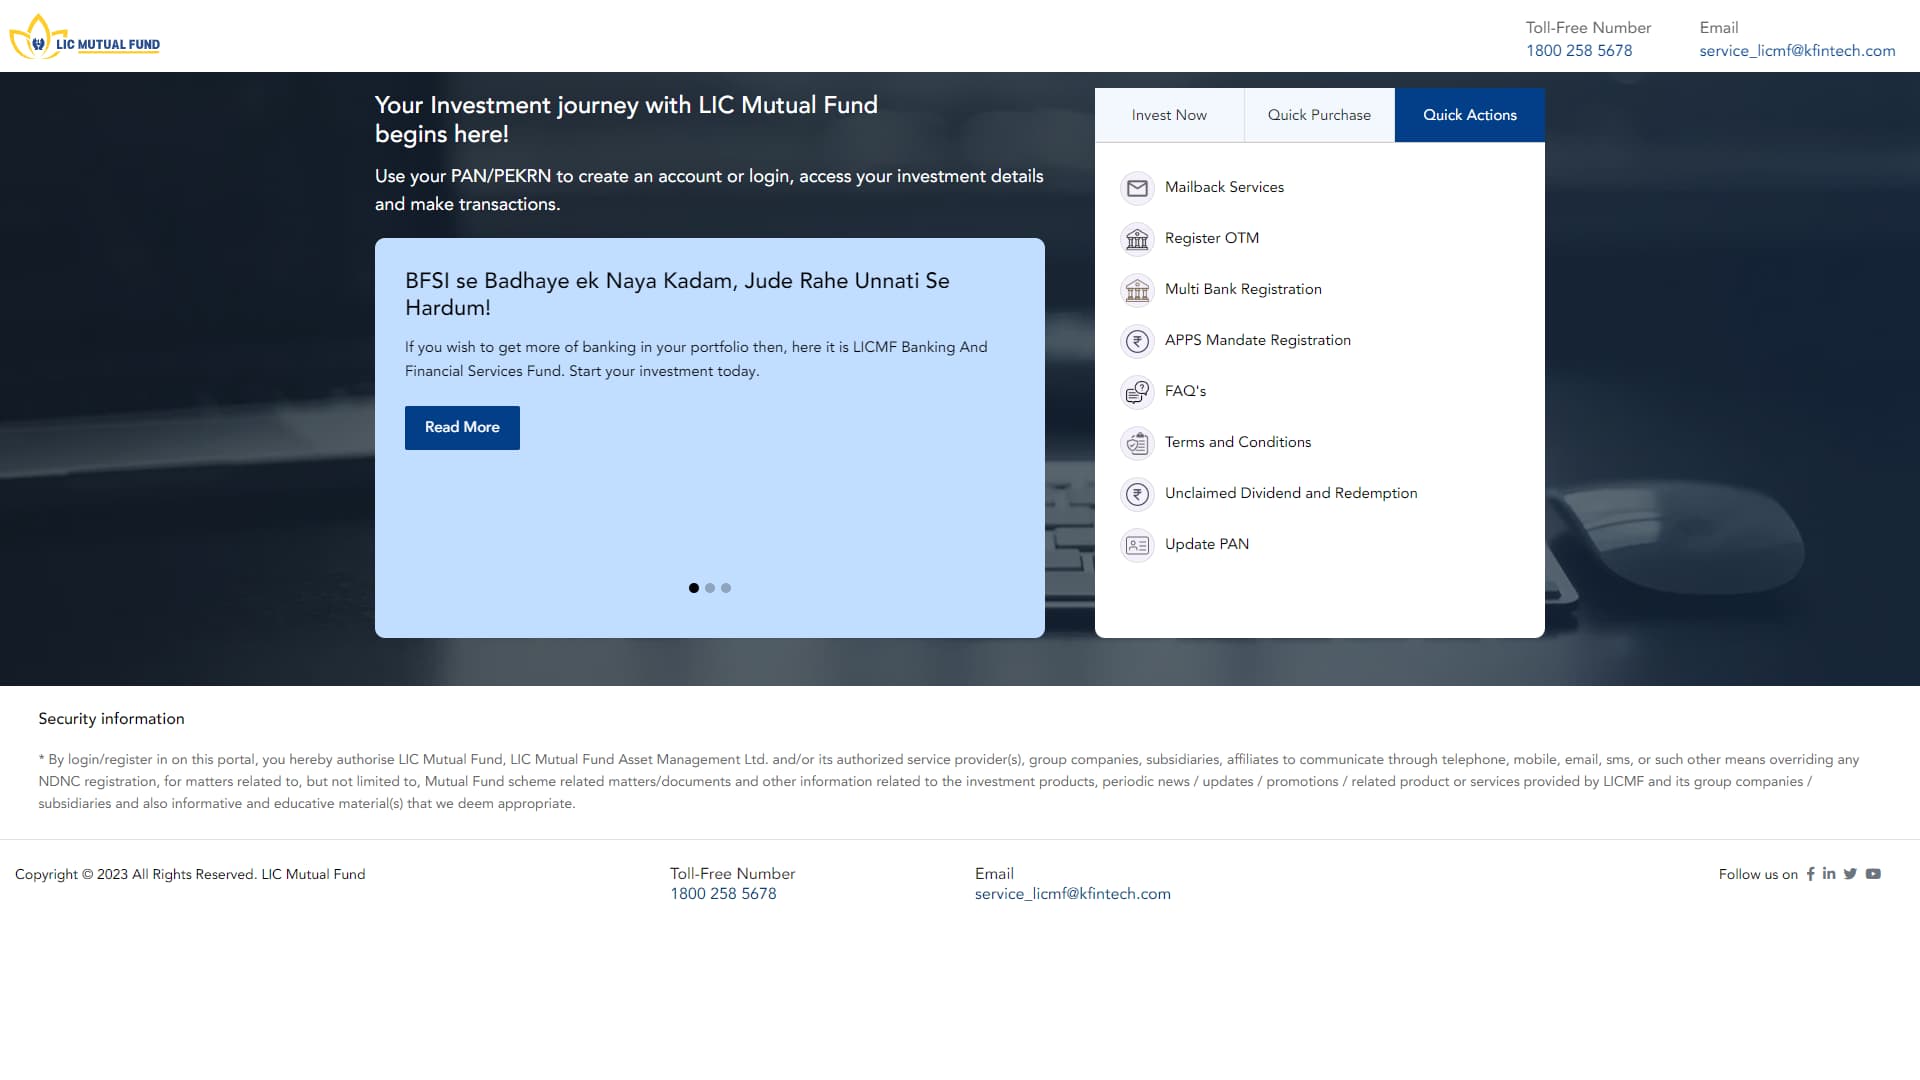 LIC MUTUAL FUND
Toll-Free Number
1800 258 5678
Email
service_licmf@kfintech.com
Your Investment journey with LIC Mutual Fund
begins here!
Use your PAN/PEKRN to create an account or login, access your investment details
and make transactions.
BFSI se Badhaye ek Naya Kadam, Jude Rahe Unnati Se
Hardum!
If you wish to get more of banking in your portfolio then, here it is LICMF Banking And
Financial Services Fund. Start your investment today.
Read More
Invest Now
Quick Purchase
Quick Actions
Mailback Services
Register OTM
Multi Bank Registration
APPS Mandate Registration
FAQ's
Terms and Conditions
Unclaimed Dividend and Redemption
Update PAN
Security information
* By login/register in on this portal, you hereby authorise LIC Mutual Fund, LIC Mutual Fund Asset Management Ltd. and/or its authorized service provider(s), group companies, subsidiaries, affiliates to communicate through telephone, mobile, email, sms, or such other means overriding any
NDNC registration, for matters related to, but not limited to, Mutual Fund scheme related matters/documents and other information related to the investment products, periodic news / updates / promotions / related product or services provided by LICMF and its group companies /
subsidiaries and also informative and educative material(s) that we deem appropriate.
Copyright © 2023 All Rights Reserved. LIC Mutual Fund
Toll-Free Number
1800 258 5678
Email
service_licmf@kfintech.com
Follow us on